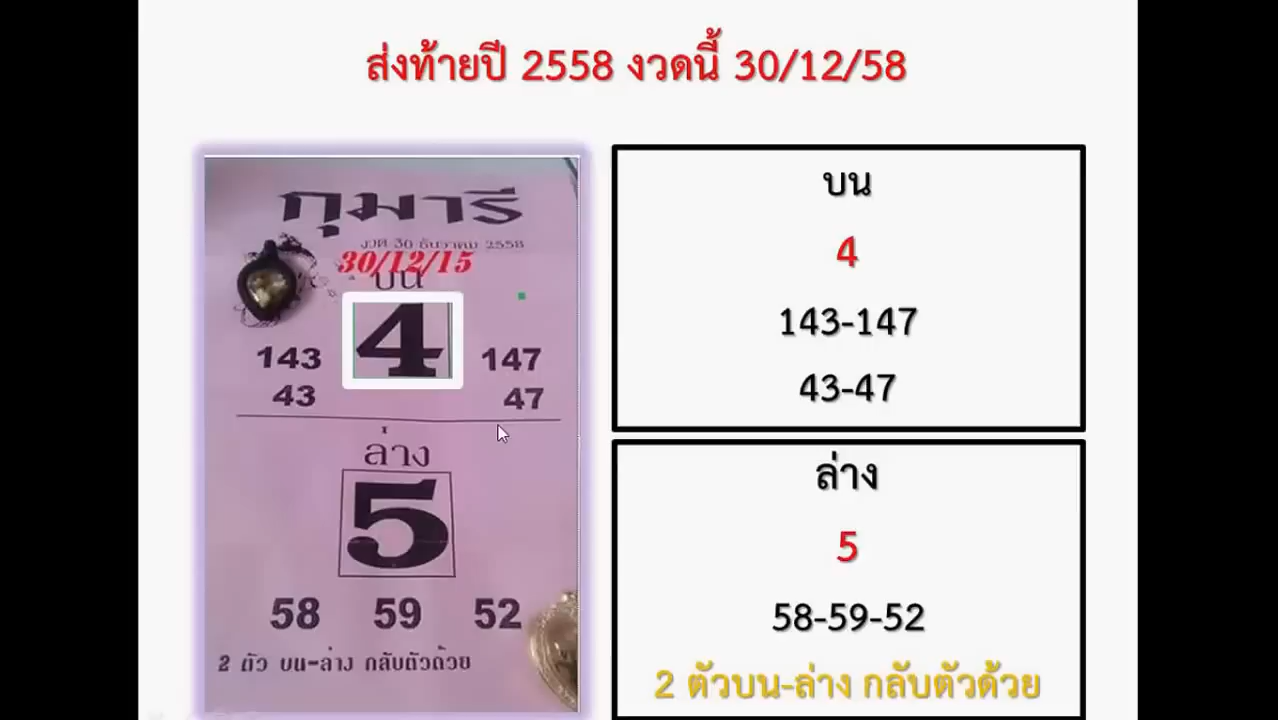 ส่งท้ายปี 2558 งวดนี้ 30/12/58
กุมารี
งวด 30 ธันวาคม 2558
30/12/15
บน
4
143 147
43 47
ล่าง
5
58 59 52
2 ตัว บน-ล่าง กลับตัวด้วย
บน
4
143-147
43-47
ล่าง
5
58-59-52
2 ตัวบน-ล่าง กลับตัวด้วย